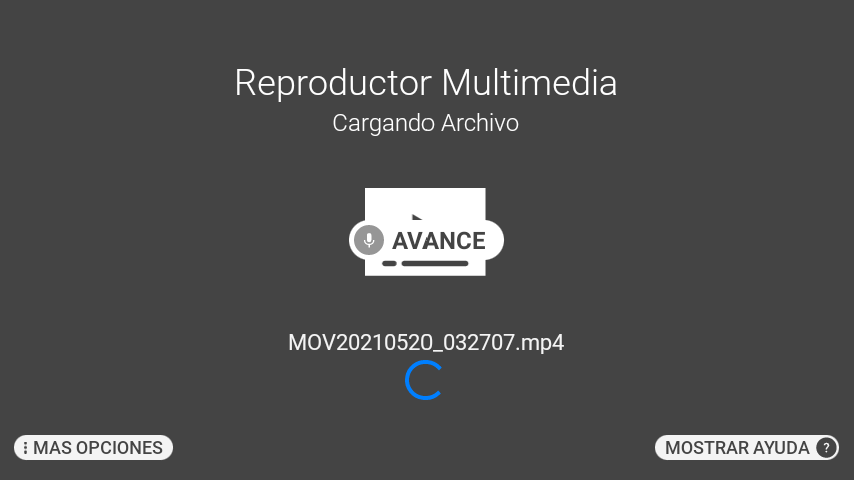 Reproductor Multimedia
Cargando Archivo
AVANCE
MOV20210520_032707.mp4
MAS OPCIONES
MOSTRAR AYUDA ?